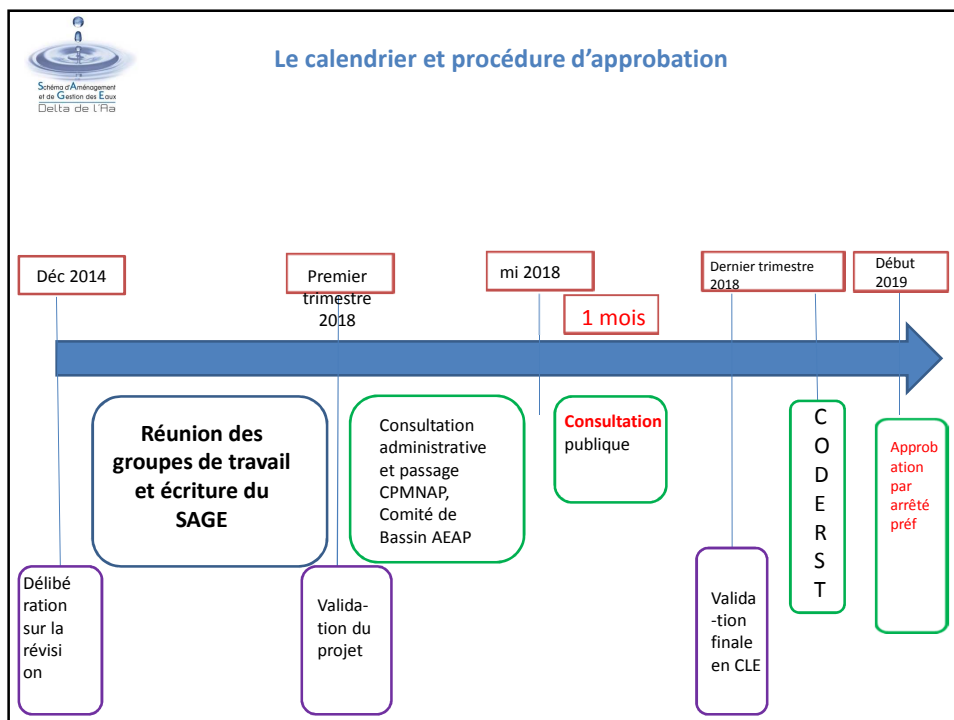 Le calendrier et procédure d'approbation
Schéma d'Aménagement
et de Gestion des Eaux
Delta de l'Aa
Déc 2014
Premier
trimestre
2018
mi 2018
1 mois
Dernier trimestre
2018
Début
2019
Réunion des
groupes de travail
et écriture du
SAGE
Consultation
administrative
et passage
CPMNAP,
Comité de
Bassin AEAP
Consultation
publique
C
O
D
E
R
S
T
Approb
ation
par
arrêté
préf
Délibé
ration
sur la
révisi
on
Valida-
tion du
projet
Valida
-tion
finale
en CLE